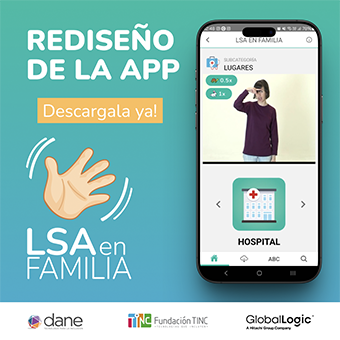 REDISEÑO
DE LA APP
Descargala ya!
LSA en
FAMILIA
LSA EN FAMILIA
SUBCATEGORÍA
LUGARES
0.5x
1x
HOSPITAL
ABC
dane
TINC Fundación TINC
GlobalLogic
A Hitachi Group Company